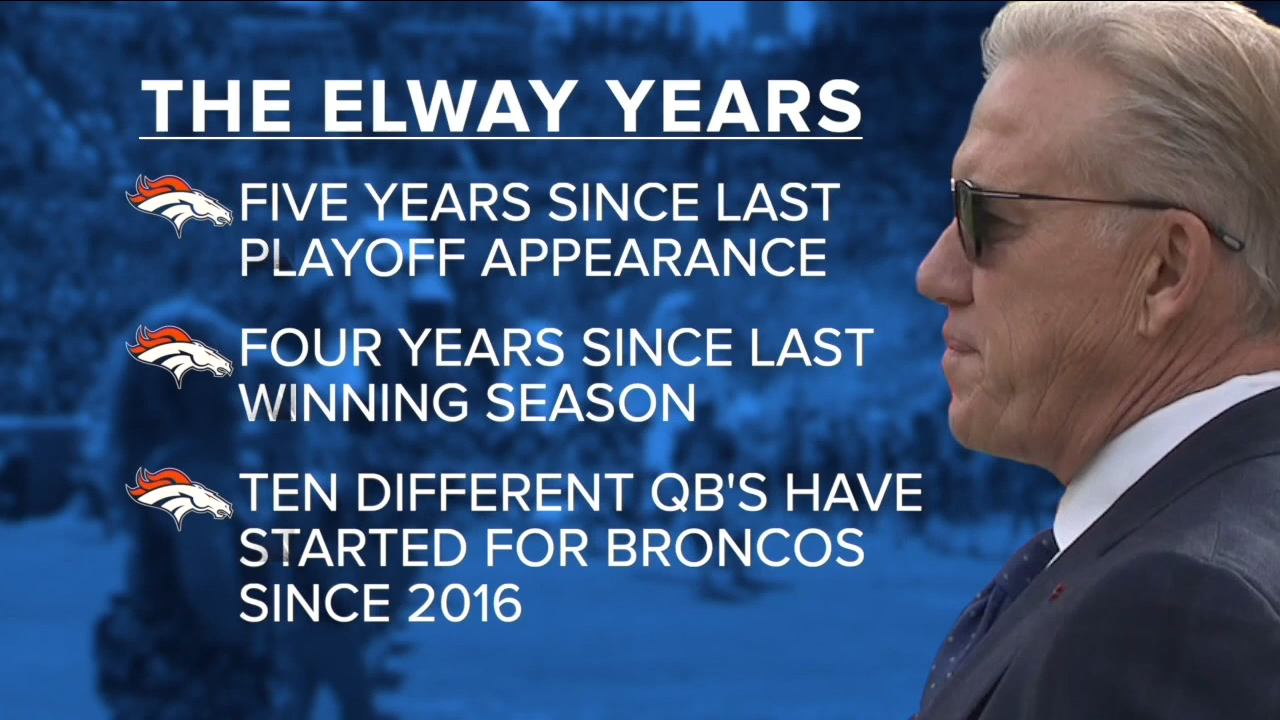 THE ELWAY YEARS
FIVE YEARS SINCE LAST
PLAYOFF APPEARANCE
FOUR YEARS SINCE LAST
WINNING SEASON
TEN DIFFERENT QB'S HAVE
STARTED FOR BRONCOS
SINCE 2016